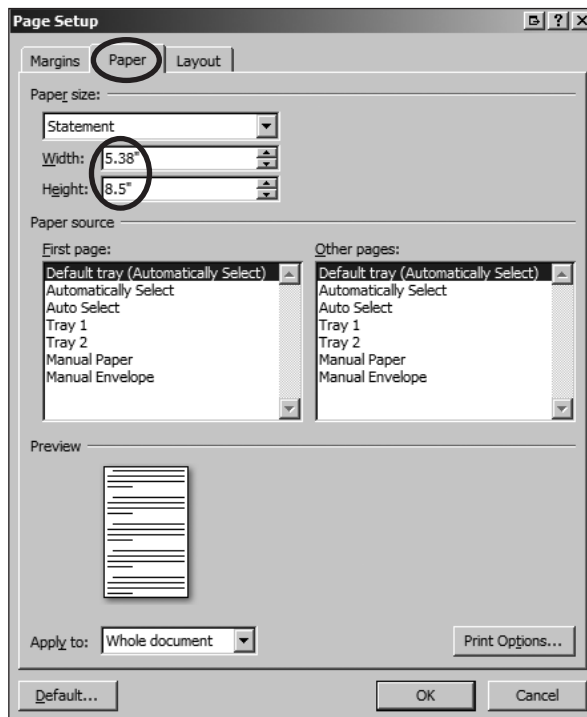 Page Setup
Margins Paper Layout
Paper size:
Statement
Width: 5.38"
Height: 8.5"
Paper source
First page: Other pages:
Default tray (Automatically Select) Default tray (Automatically Select)
Automatically Select Automatically Select
Auto Select Auto Select
Tray 1 Tray 1
Tray 2 Tray 2
Manual Paper Manual Paper
Manual Envelope Manual Envelope
Preview
Apply to: Whole document Print Options...
Default... OK Cancel